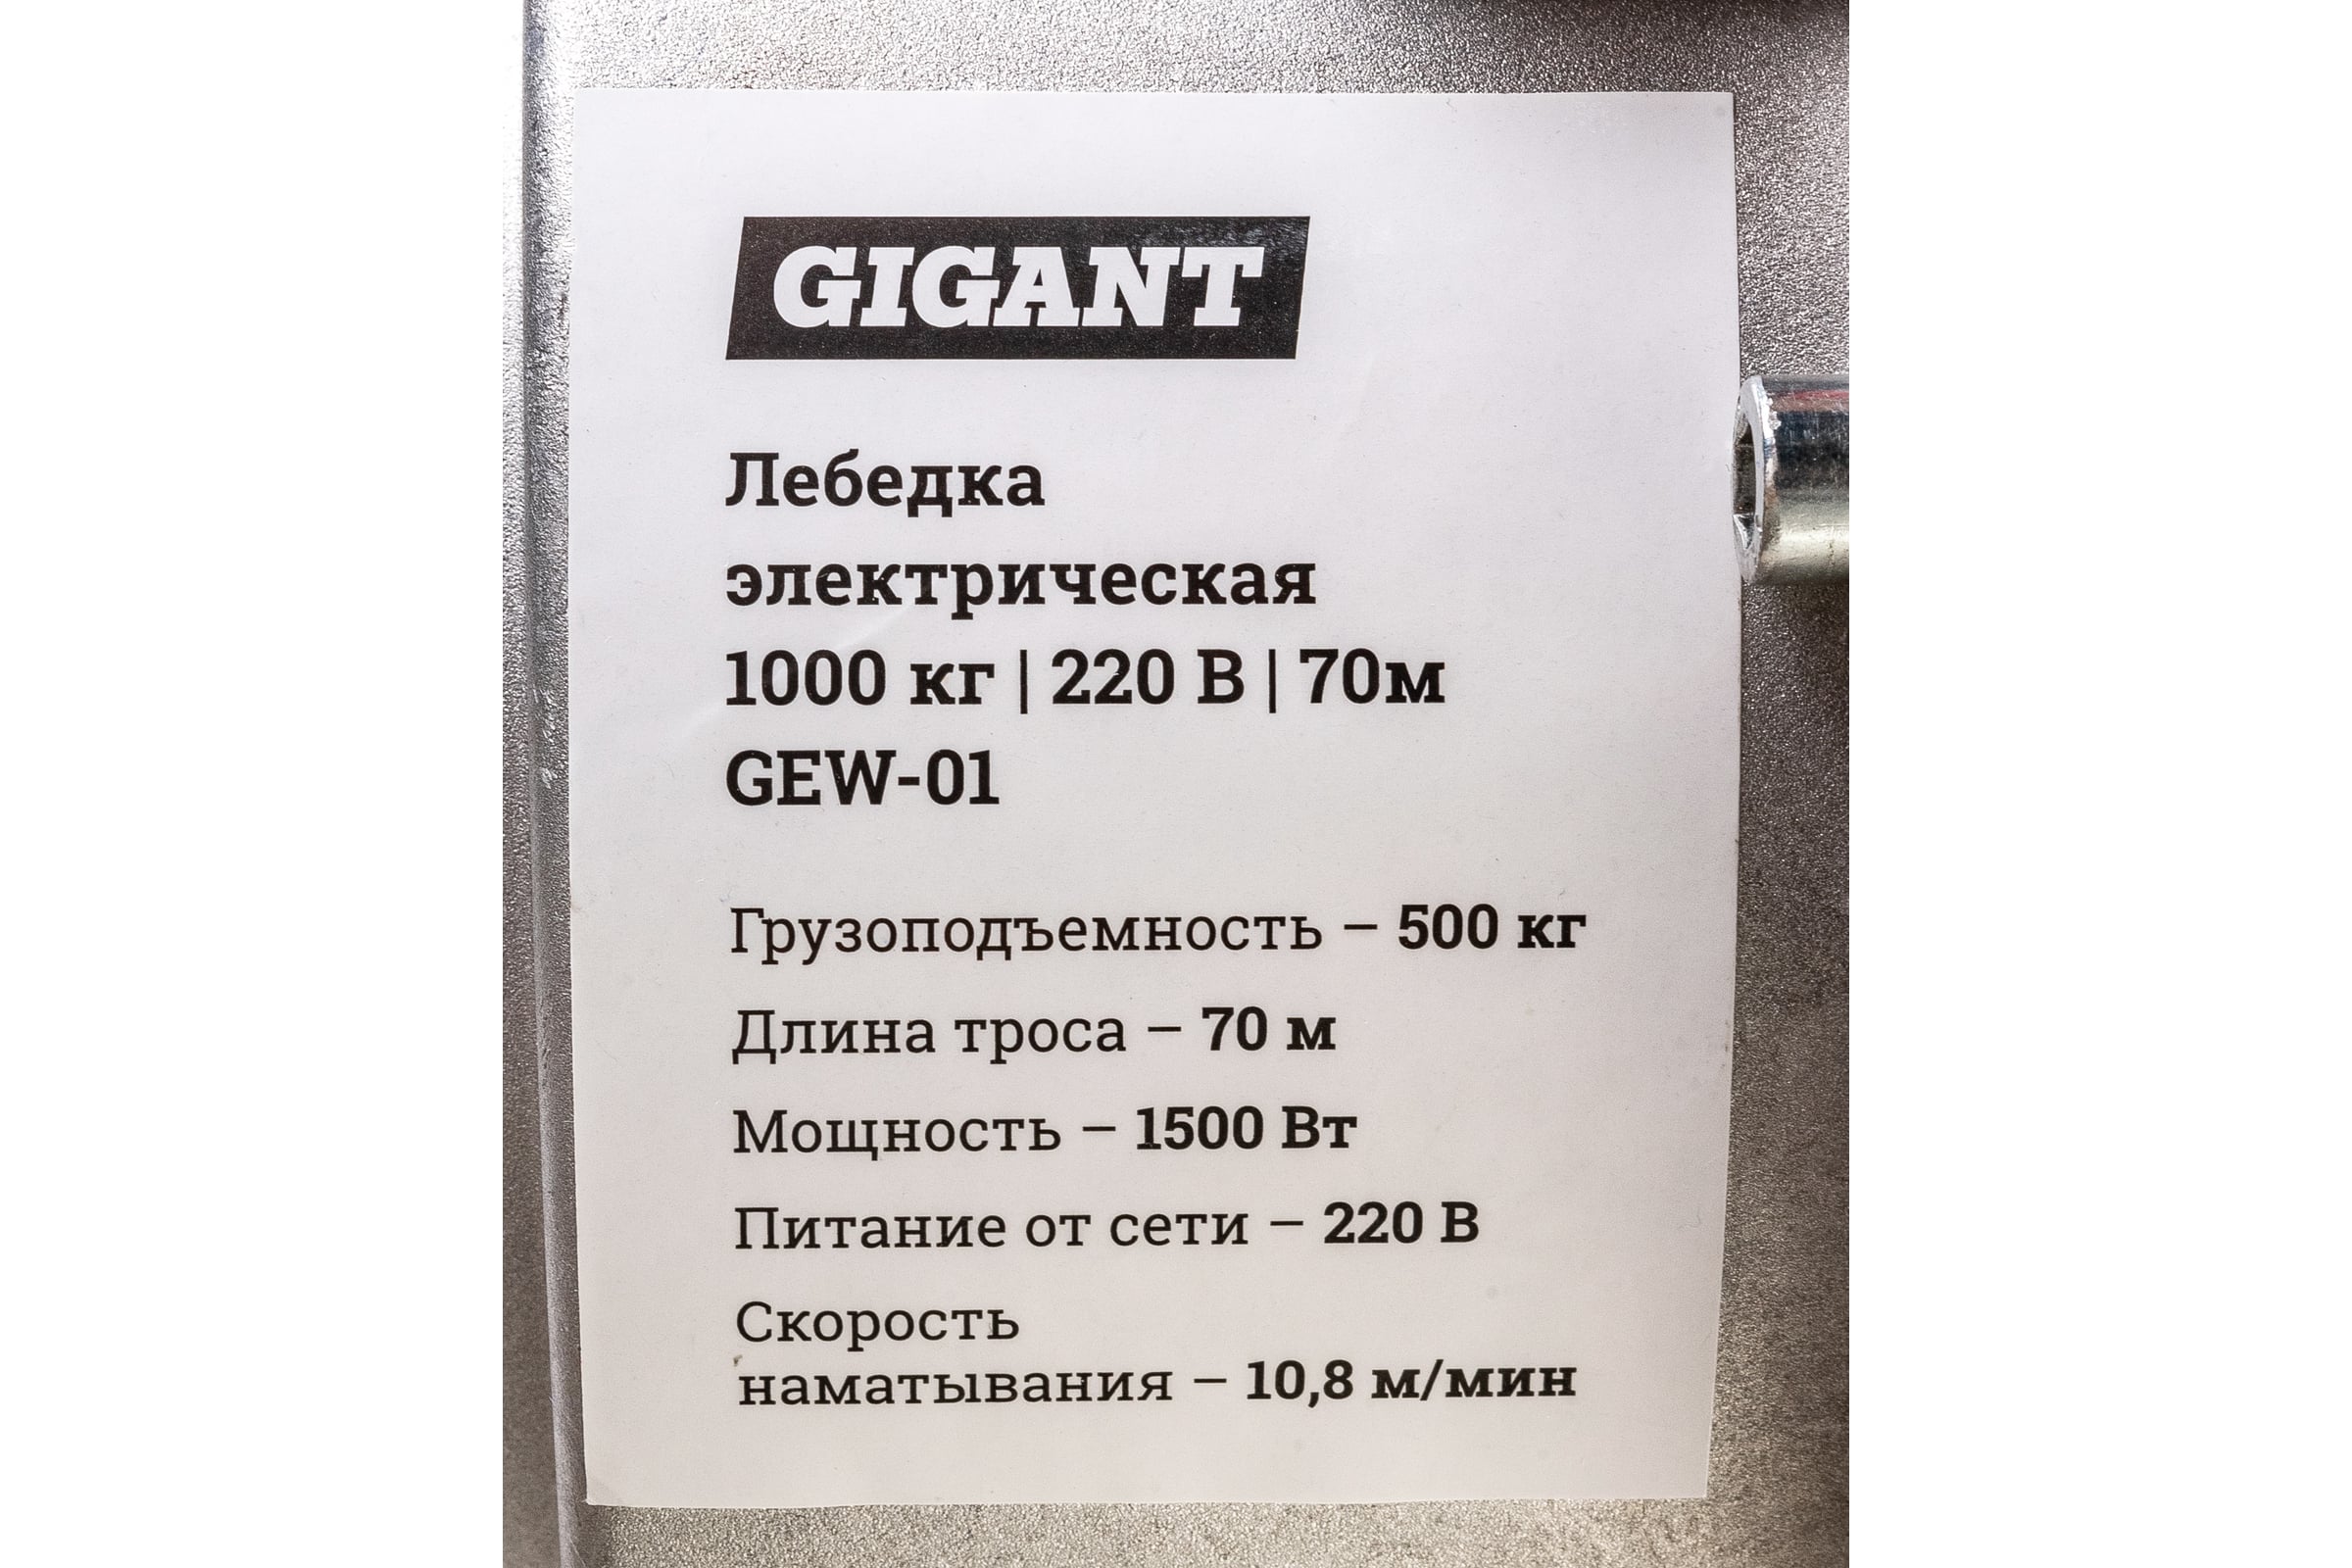 GIGANT
Лебедка
электрическая
1000 кг | 220 В | 70м
GEW-01
Грузоподъемность – 500 кг
Длина троса – 70 м
Мощность – 1500 Вт
Питание от сети – 220 В
Скорость
наматывания – 10,8 м/мин